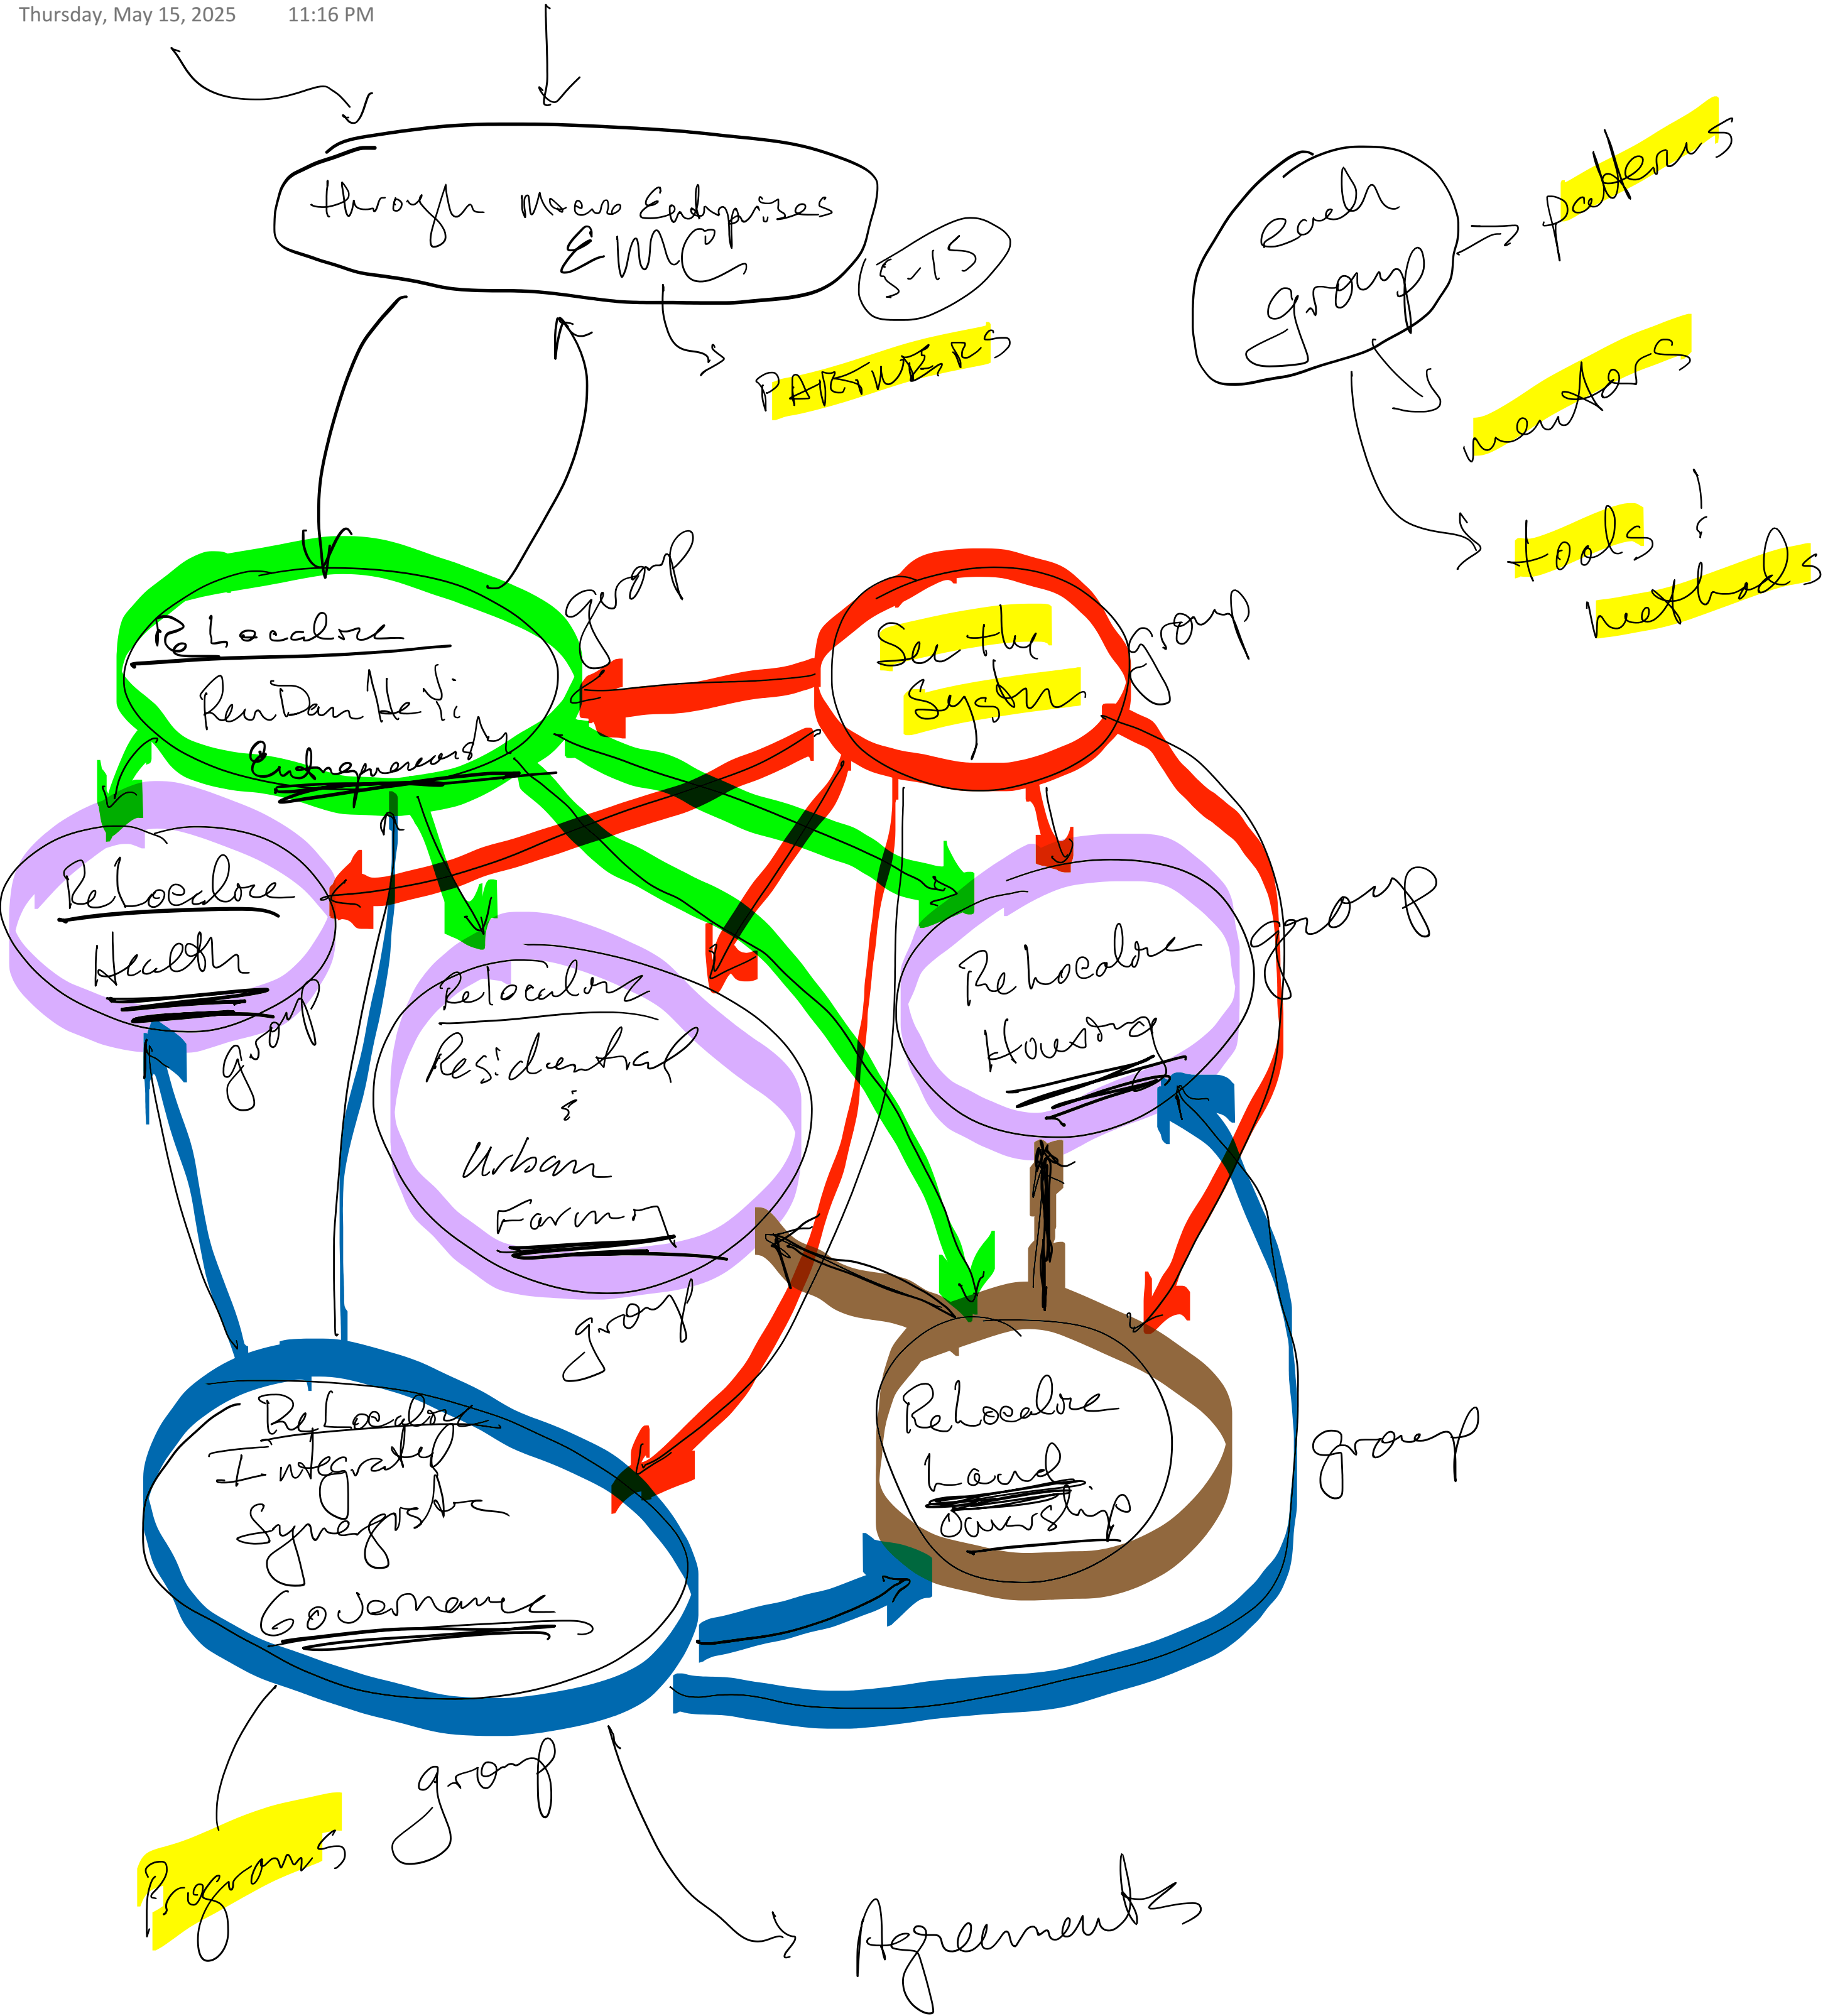 Thursday, May 15, 2025 11:16 PM
through Macro Enterprises
EMC
5-15
PARTNERS
each
group
patterns
mentors
tools &
methods
ReLocalize
RenDanHeYi
Entrepreneurship
group
See the
System
group
ReLocalize
Health
group
Relocalize
Residential
&
Urban
Farming
group
ReLocalize
Housing
group
ReLocalize
Integrated
Synergistic
Governance
group
ReLocalize
Land
Ownership
group
Programs
Agreements